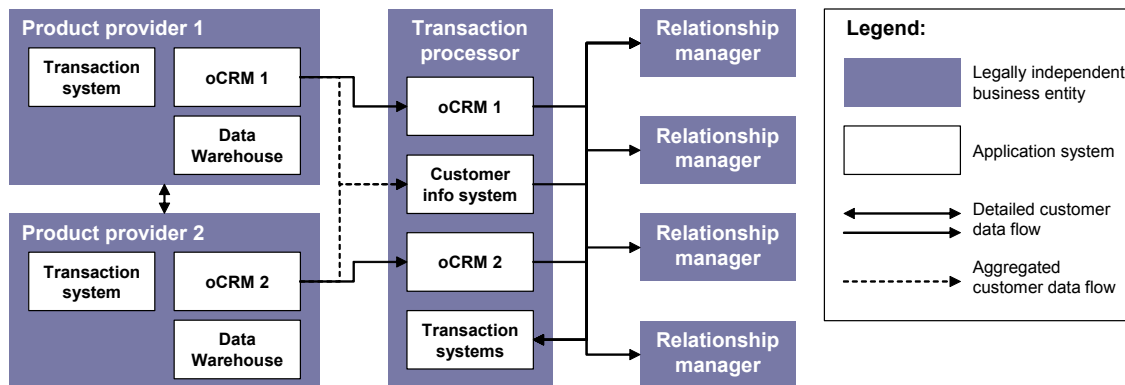 Product provider 1
Transaction
system
oCRM 1
Data
Warehouse
Product provider 2
Transaction
system
oCRM 2
Data
Warehouse
Transaction
processor
oCRM 1
Customer
info system
oCRM 2
Transaction
systems
Relationship
manager
Relationship
manager
Relationship
manager
Relationship
manager
Legend:
Legally independent
business entity
Application system
Detailed customer
data flow
Aggregated
customer data flow